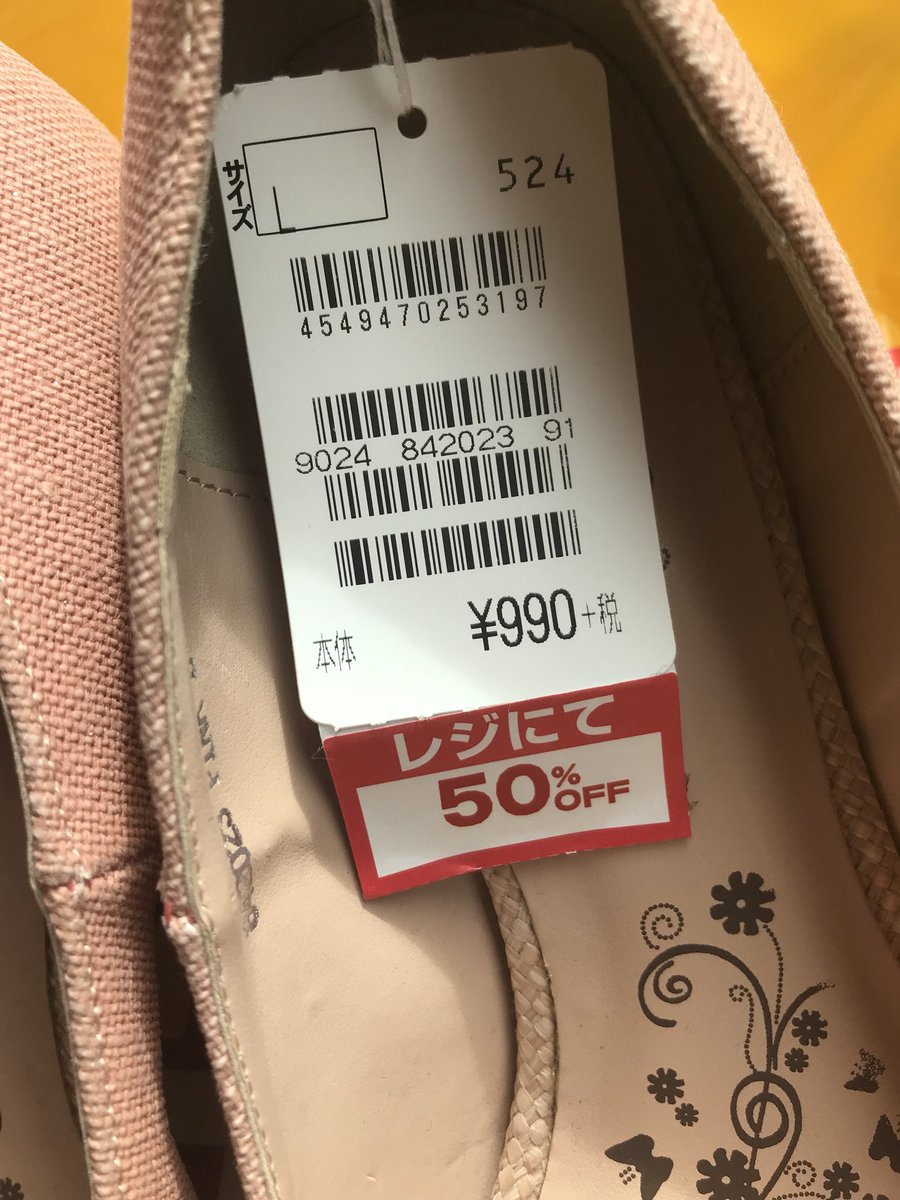 サイズ
L
524
4549470253197
9024 842023 91
本体 ¥990+税
レジにて
50%OFF